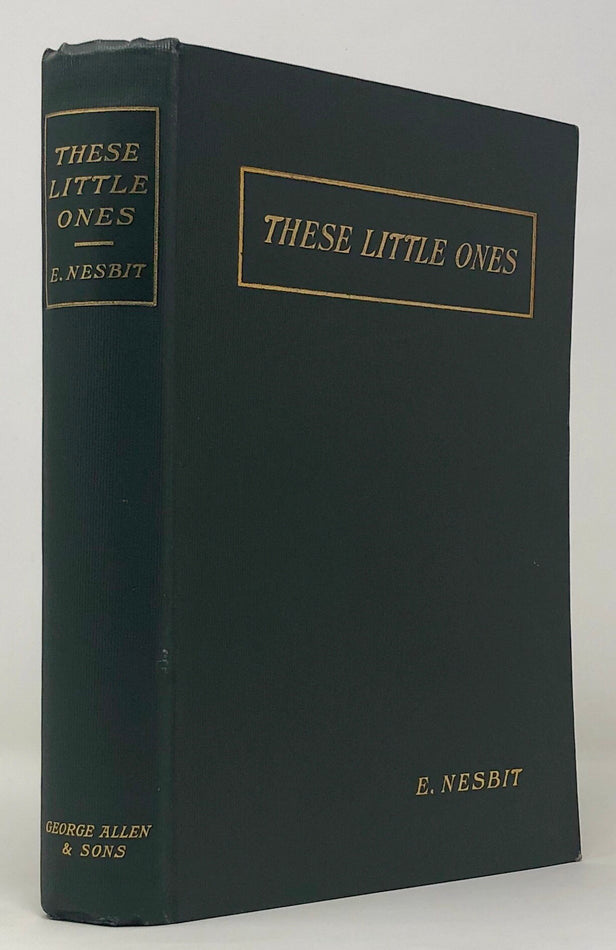 THESE
LITTLE
ONES
E. NESBIT
GEORGE ALLEN
& SONS
THESE LITTLE ONES
E. NESBIT